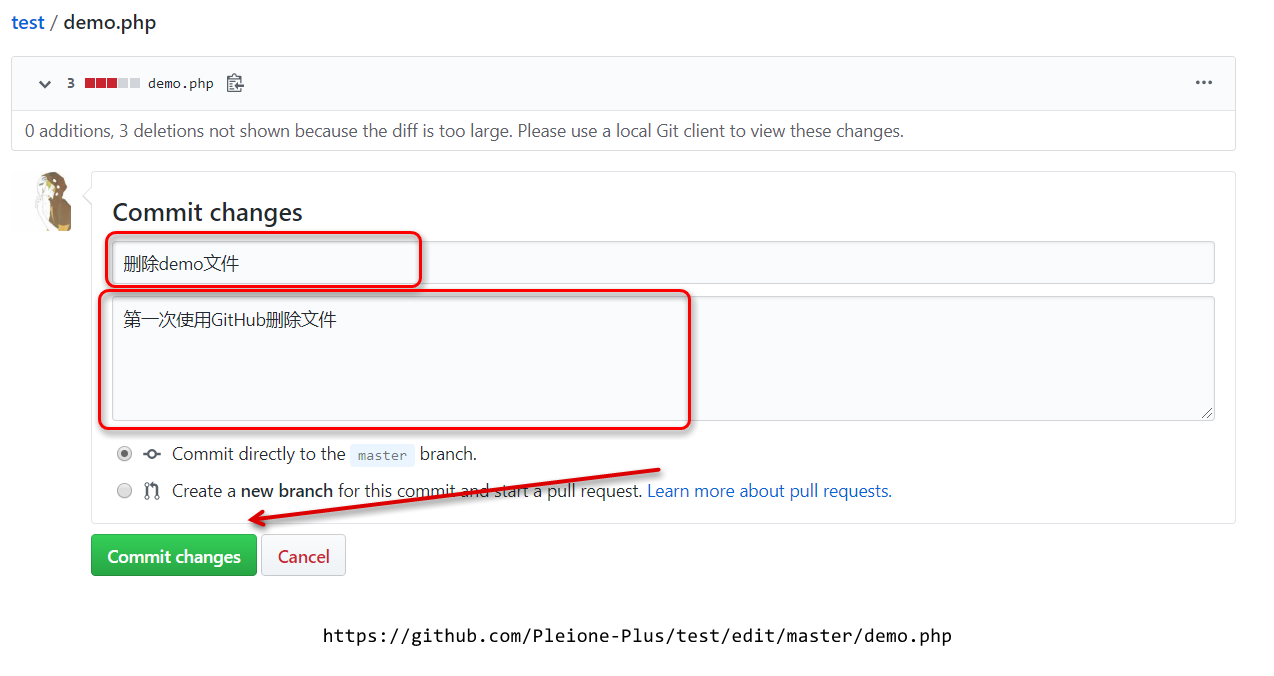 test / demo.php
3 demo.php
0 additions, 3 deletions not shown because the diff is too large. Please use a local Git client to view these changes.
Commit changes
删除demo文件
第一次使用GitHub删除文件
Commit directly to the master branch.
Create a new branch for this commit and start a pull request. Learn more about pull requests.
Commit changes Cancel
https://github.com/Pleione-Plus/test/edit/master/demo.php